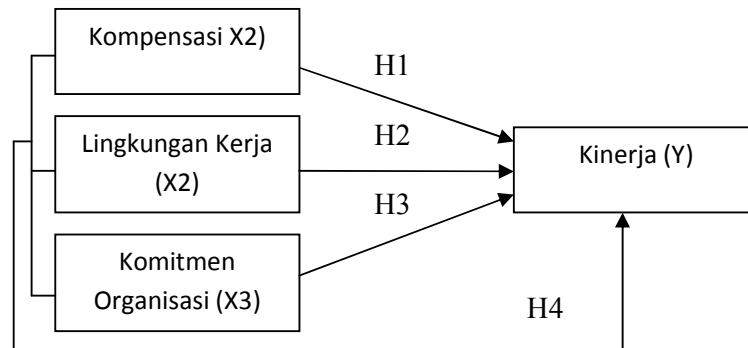 Kompensasi X2)
H1
Lingkungan Kerja
(X2)
H2
Kinerja (Y)
H3
Komitmen
Organisasi (X3)
H4